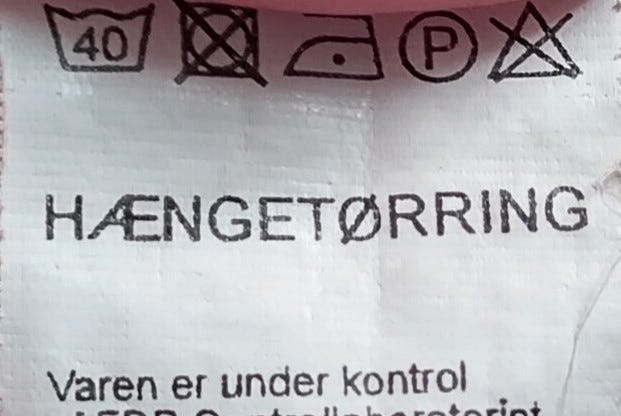 40 P
HÆNGETØRRING
Varen er under kontrol